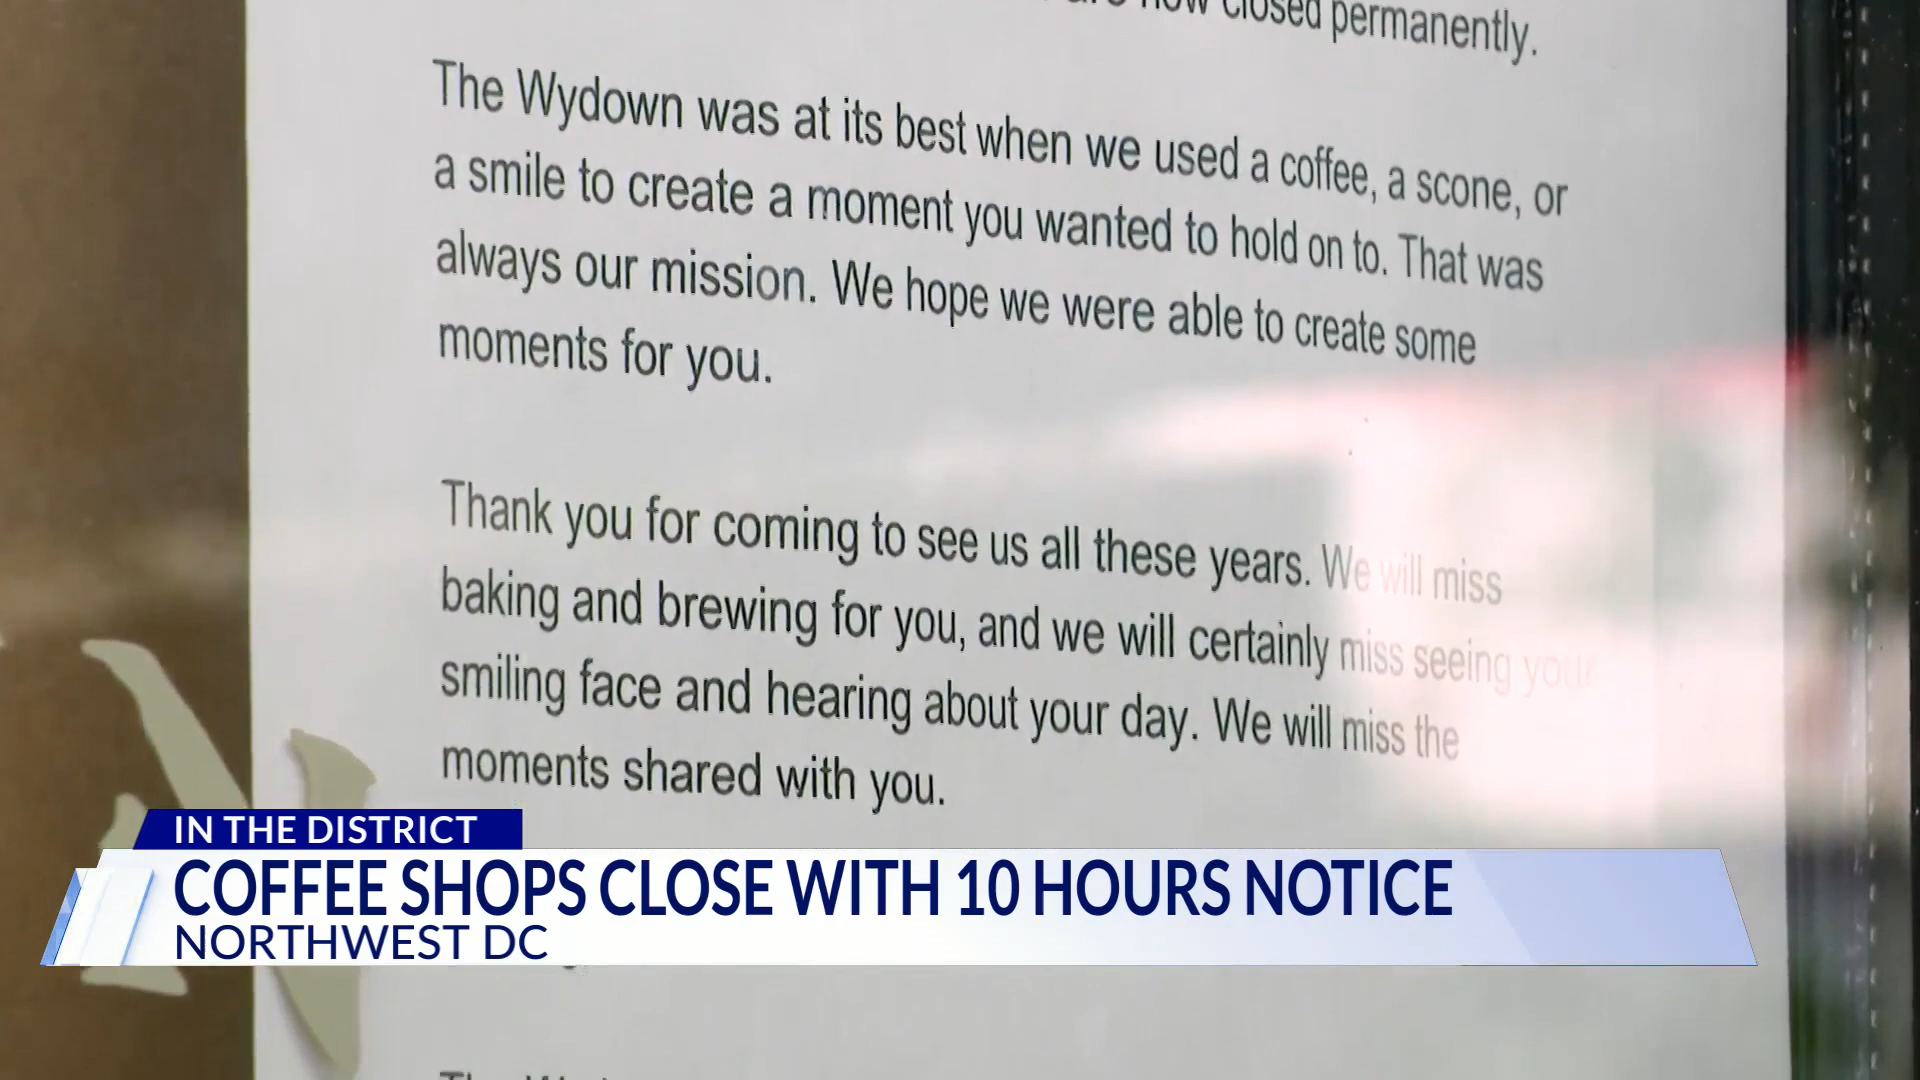 now closed permanently.
The Wydown was at its best when we used a coffee, a scone, or
a smile to create a moment you wanted to hold on to. That was
always our mission. We hope we were able to create some
moments for you.
Thank you for coming to see us all these years. We will miss
baking and brewing for you, and we will certainly miss seeing your
smiling face and hearing about your day. We will miss the
moments shared with you.
IN THE DISTRICT
COFFEE SHOPS CLOSE WITH 10 HOURS NOTICE
NORTHWEST DC